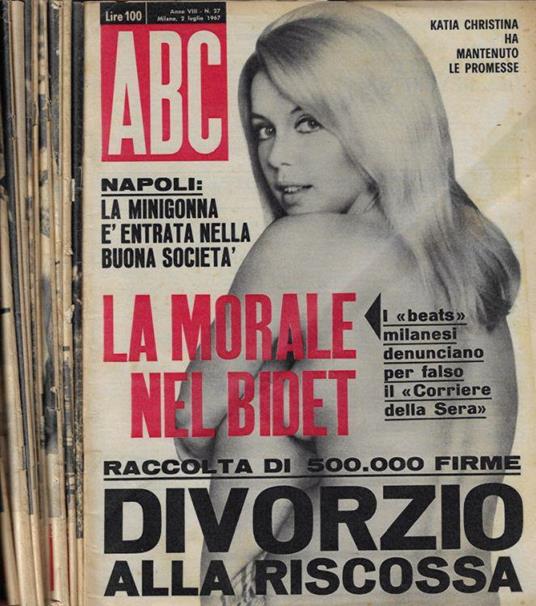 Lire 100
Anno VIII - N. 27
Milano, 2 luglio 1967
ABC
KATIA CHRISTINA
HA
MANTENUTO
LE PROMESSE
NAPOLI:
LA MINIGONNA
E' ENTRATA NELLA
BUONA SOCIETA'
LA MORALE
NEL BIDET
I «beats»
milanesi
denunciano
per falso
il «Corriere
della Sera»
RACCOLTA DI 500.000 FIRME
DIVORZIO
ALLA RISCOSSA